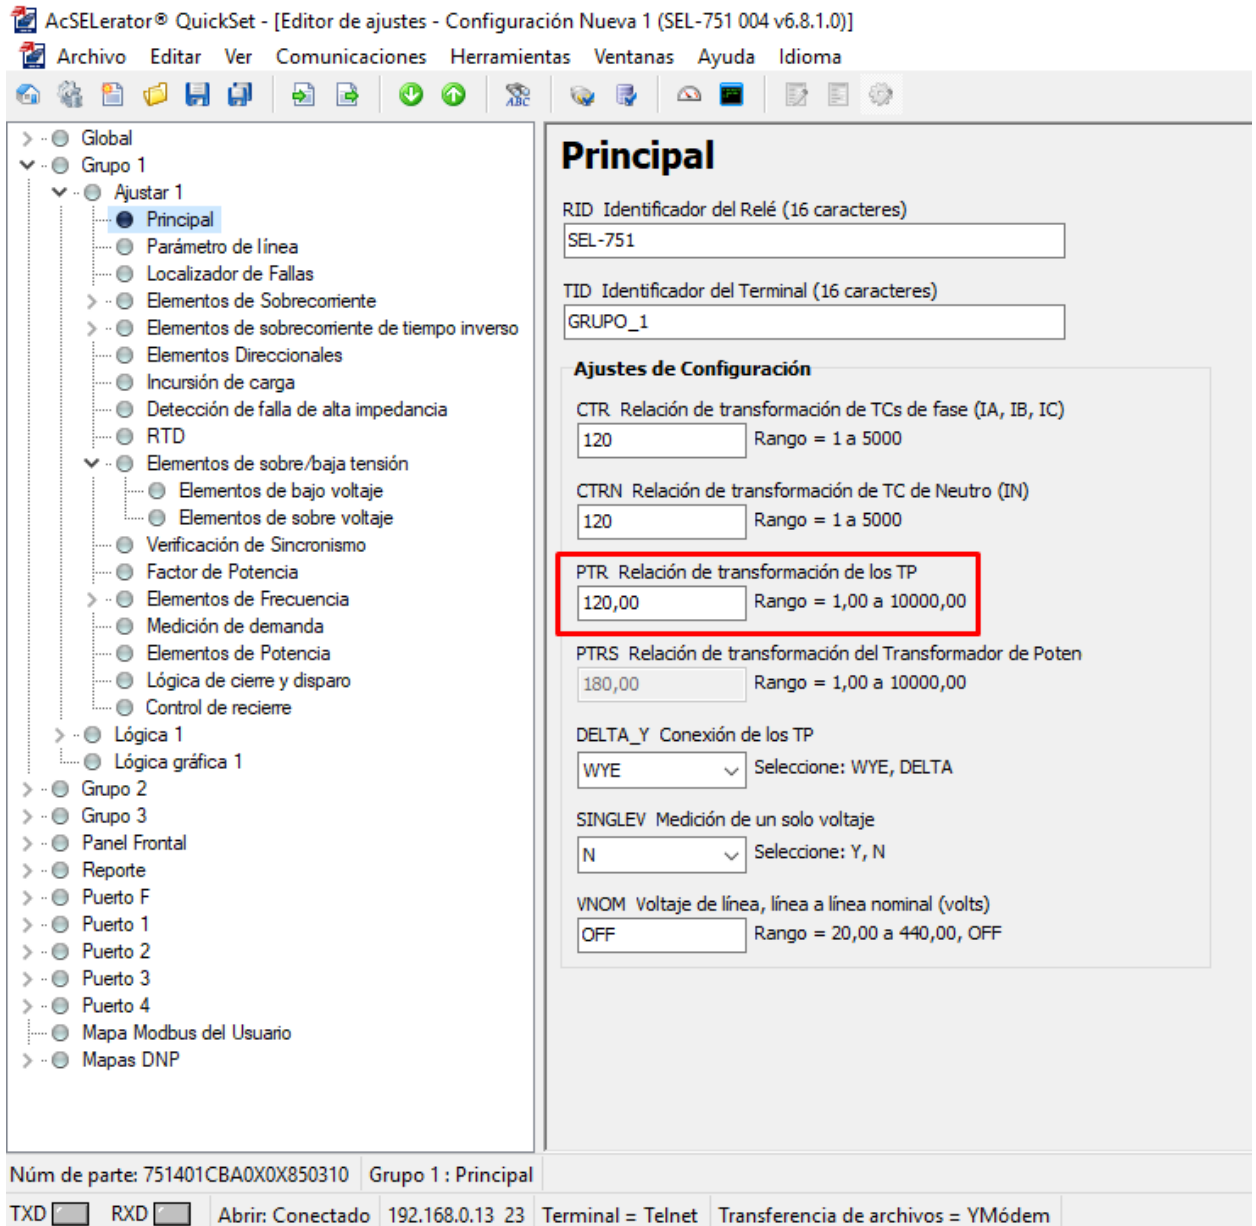 AcSELerator® QuickSet - [Editor de ajustes - Configuración Nueva 1 (SEL-751 004 v6.8.1.0)]
Archivo Editar Ver Comunicaciones Herramientas Ventanas Ayuda Idioma
ABC
Global
Grupo 1
Ajustar 1
Principal
Parámetro de línea
Localizador de Fallas
Elementos de Sobrecorriente
Elementos de sobrecorriente de tiempo inverso
Elementos Direccionales
Incursión de carga
Detección de falla de alta impedancia
RTD
Elementos de sobre/baja tensión
Elementos de bajo voltaje
Elementos de sobre voltaje
Verificación de Sincronismo
Factor de Potencia
Elementos de Frecuencia
Medición de demanda
Elementos de Potencia
Lógica de cierre y disparo
Control de recierre
Lógica 1
Lógica gráfica 1
Grupo 2
Grupo 3
Panel Frontal
Reporte
Puerto F
Puerto 1
Puerto 2
Puerto 3
Puerto 4
Mapa Modbus del Usuario
Mapas DNP
Principal
RID Identificador del Relé (16 caracteres)
SEL-751
TID Identificador del Terminal (16 caracteres)
GRUPO_1
Ajustes de Configuración
CTR Relación de transformación de TCs de fase (IA, IB, IC)
120 Rango = 1 a 5000
CTRN Relación de transformación de TC de Neutro (IN)
120 Rango = 1 a 5000
PTR Relación de transformación de los TP
120,00 Rango = 1,00 a 10000,00
PTRS Relación de transformación del Transformador de Poten
180,00 Rango = 1,00 a 10000,00
DELTA_Y Conexión de los TP
WYE Seleccione: WYE, DELTA
SINGLEV Medición de un solo voltaje
N Seleccione: Y, N
VNOM Voltaje de línea, línea a línea nominal (volts)
OFF Rango = 20,00 a 440,00, OFF
Núm de parte: 751401CBA0X0X850310 Grupo 1 : Principal
TXD RXD Abrir: Conectado 192.168.0.13 23 Terminal = Telnet Transferencia de archivos = YMódem